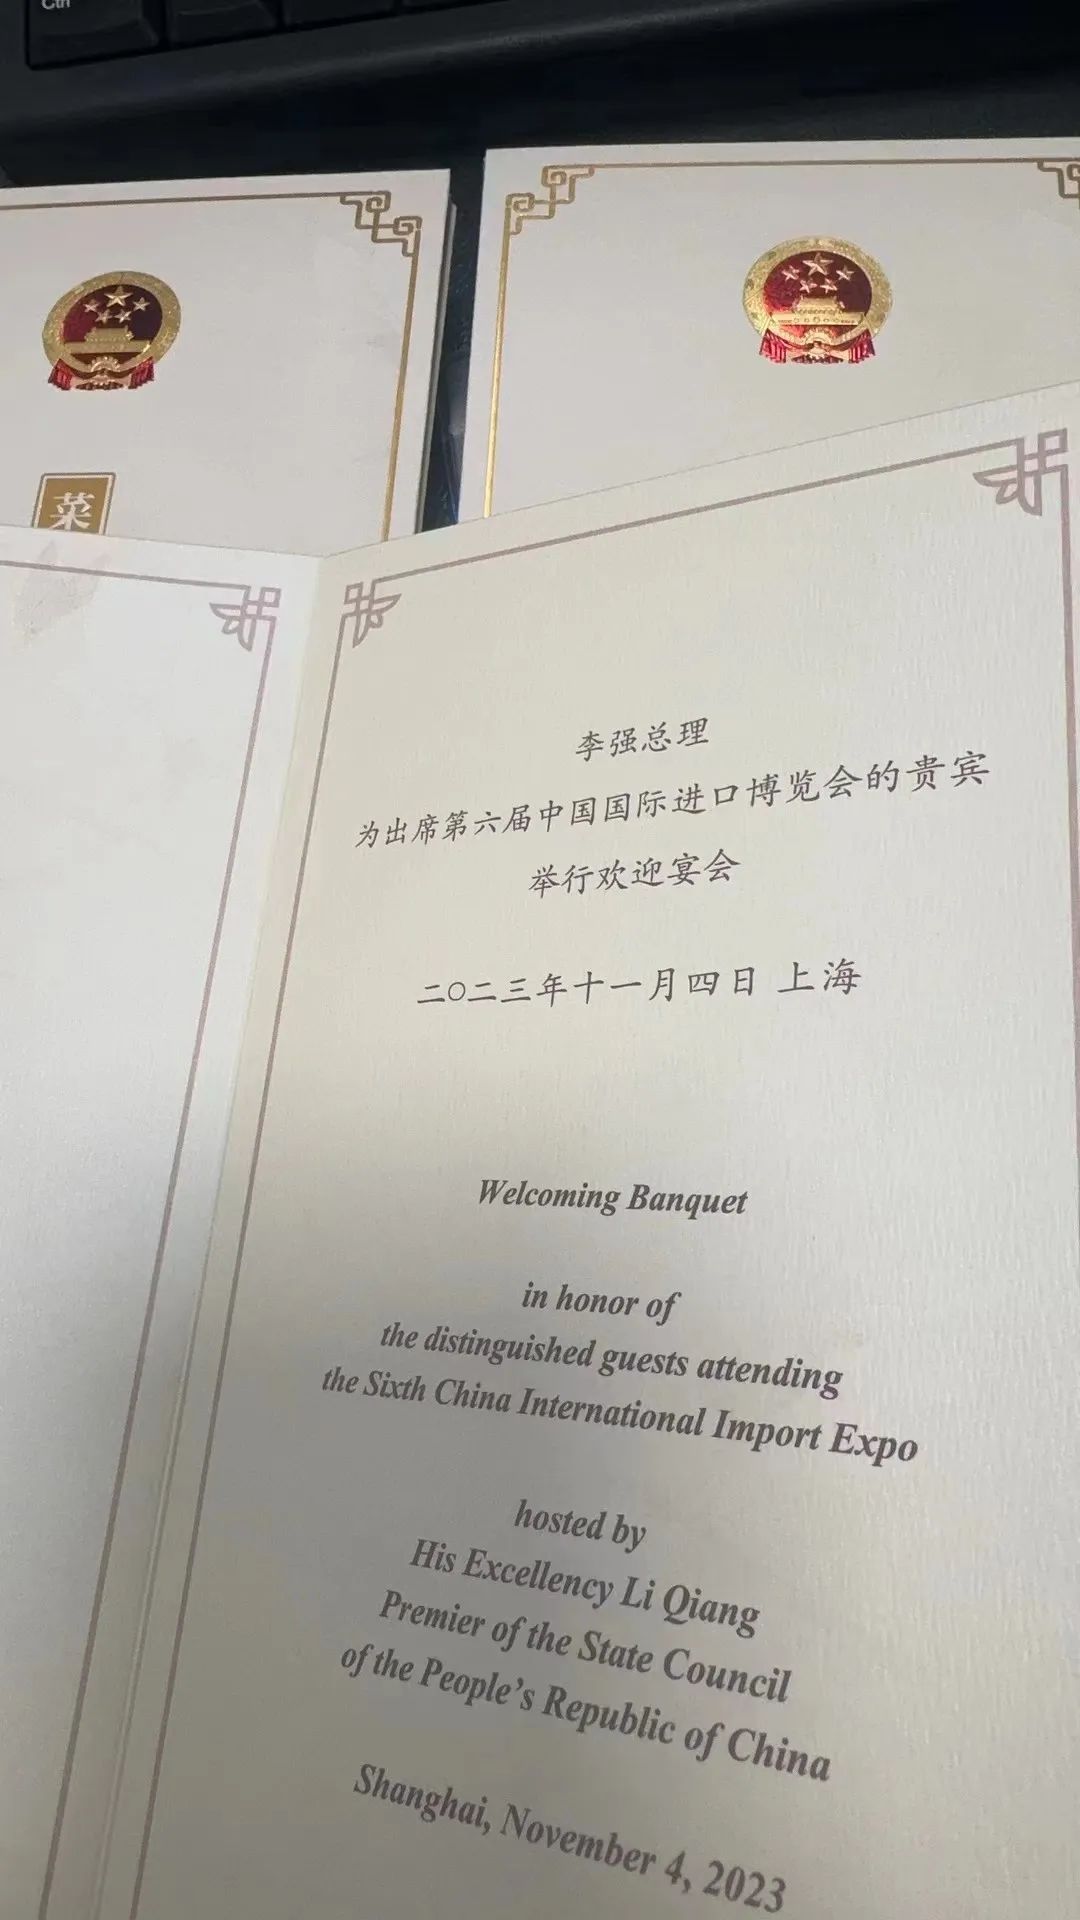 Ctrl
菜
李强总理
为出席第六届中国国际进口博览会的贵宾
举行欢迎宴会
二〇二三年十一月四日 上海
Welcoming Banquet
in honor of
the distinguished guests attending
the Sixth China International Import Expo
hosted by
His Excellency Li Qiang
Premier of the State Council
of the People's Republic of China
Shanghai, November 4, 2023